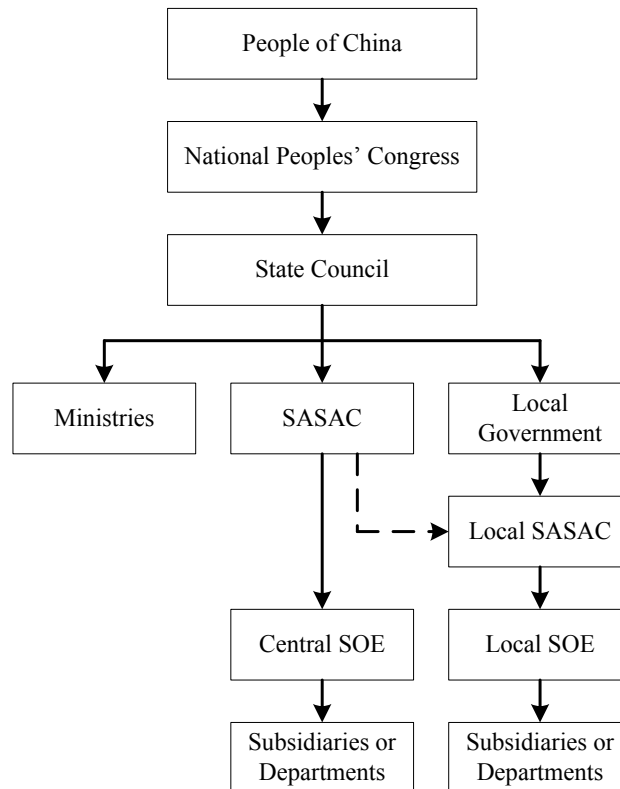 People of China
National Peoples’ Congress
State Council
Ministries
SASAC
Local
Government
Local SASAC
Central SOE
Local SOE
Subsidiaries or
Departments
Subsidiaries or
Departments